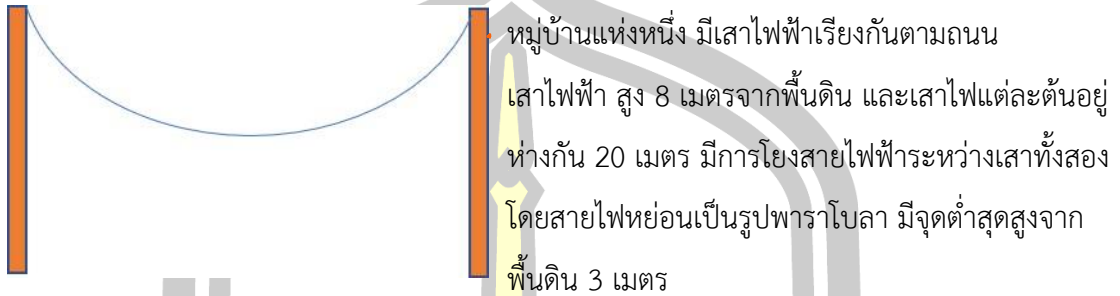 หมู่บ้านแห่งหนึ่ง มีเสาไฟฟ้าเรียงกันตามถนน
เสาไฟฟ้า สูง 8 เมตรจากพื้นดิน และเสาไฟแต่ละต้นอยู่
ห่างกัน 20 เมตร มีการโยงสายไฟฟ้าระหว่างเสาทั้งสอง
โดยสายไฟหย่อนเป็นรูปพาราโบลา มีจุดต่ำสุดสูงจาก
พื้นดิน 3 เมตร